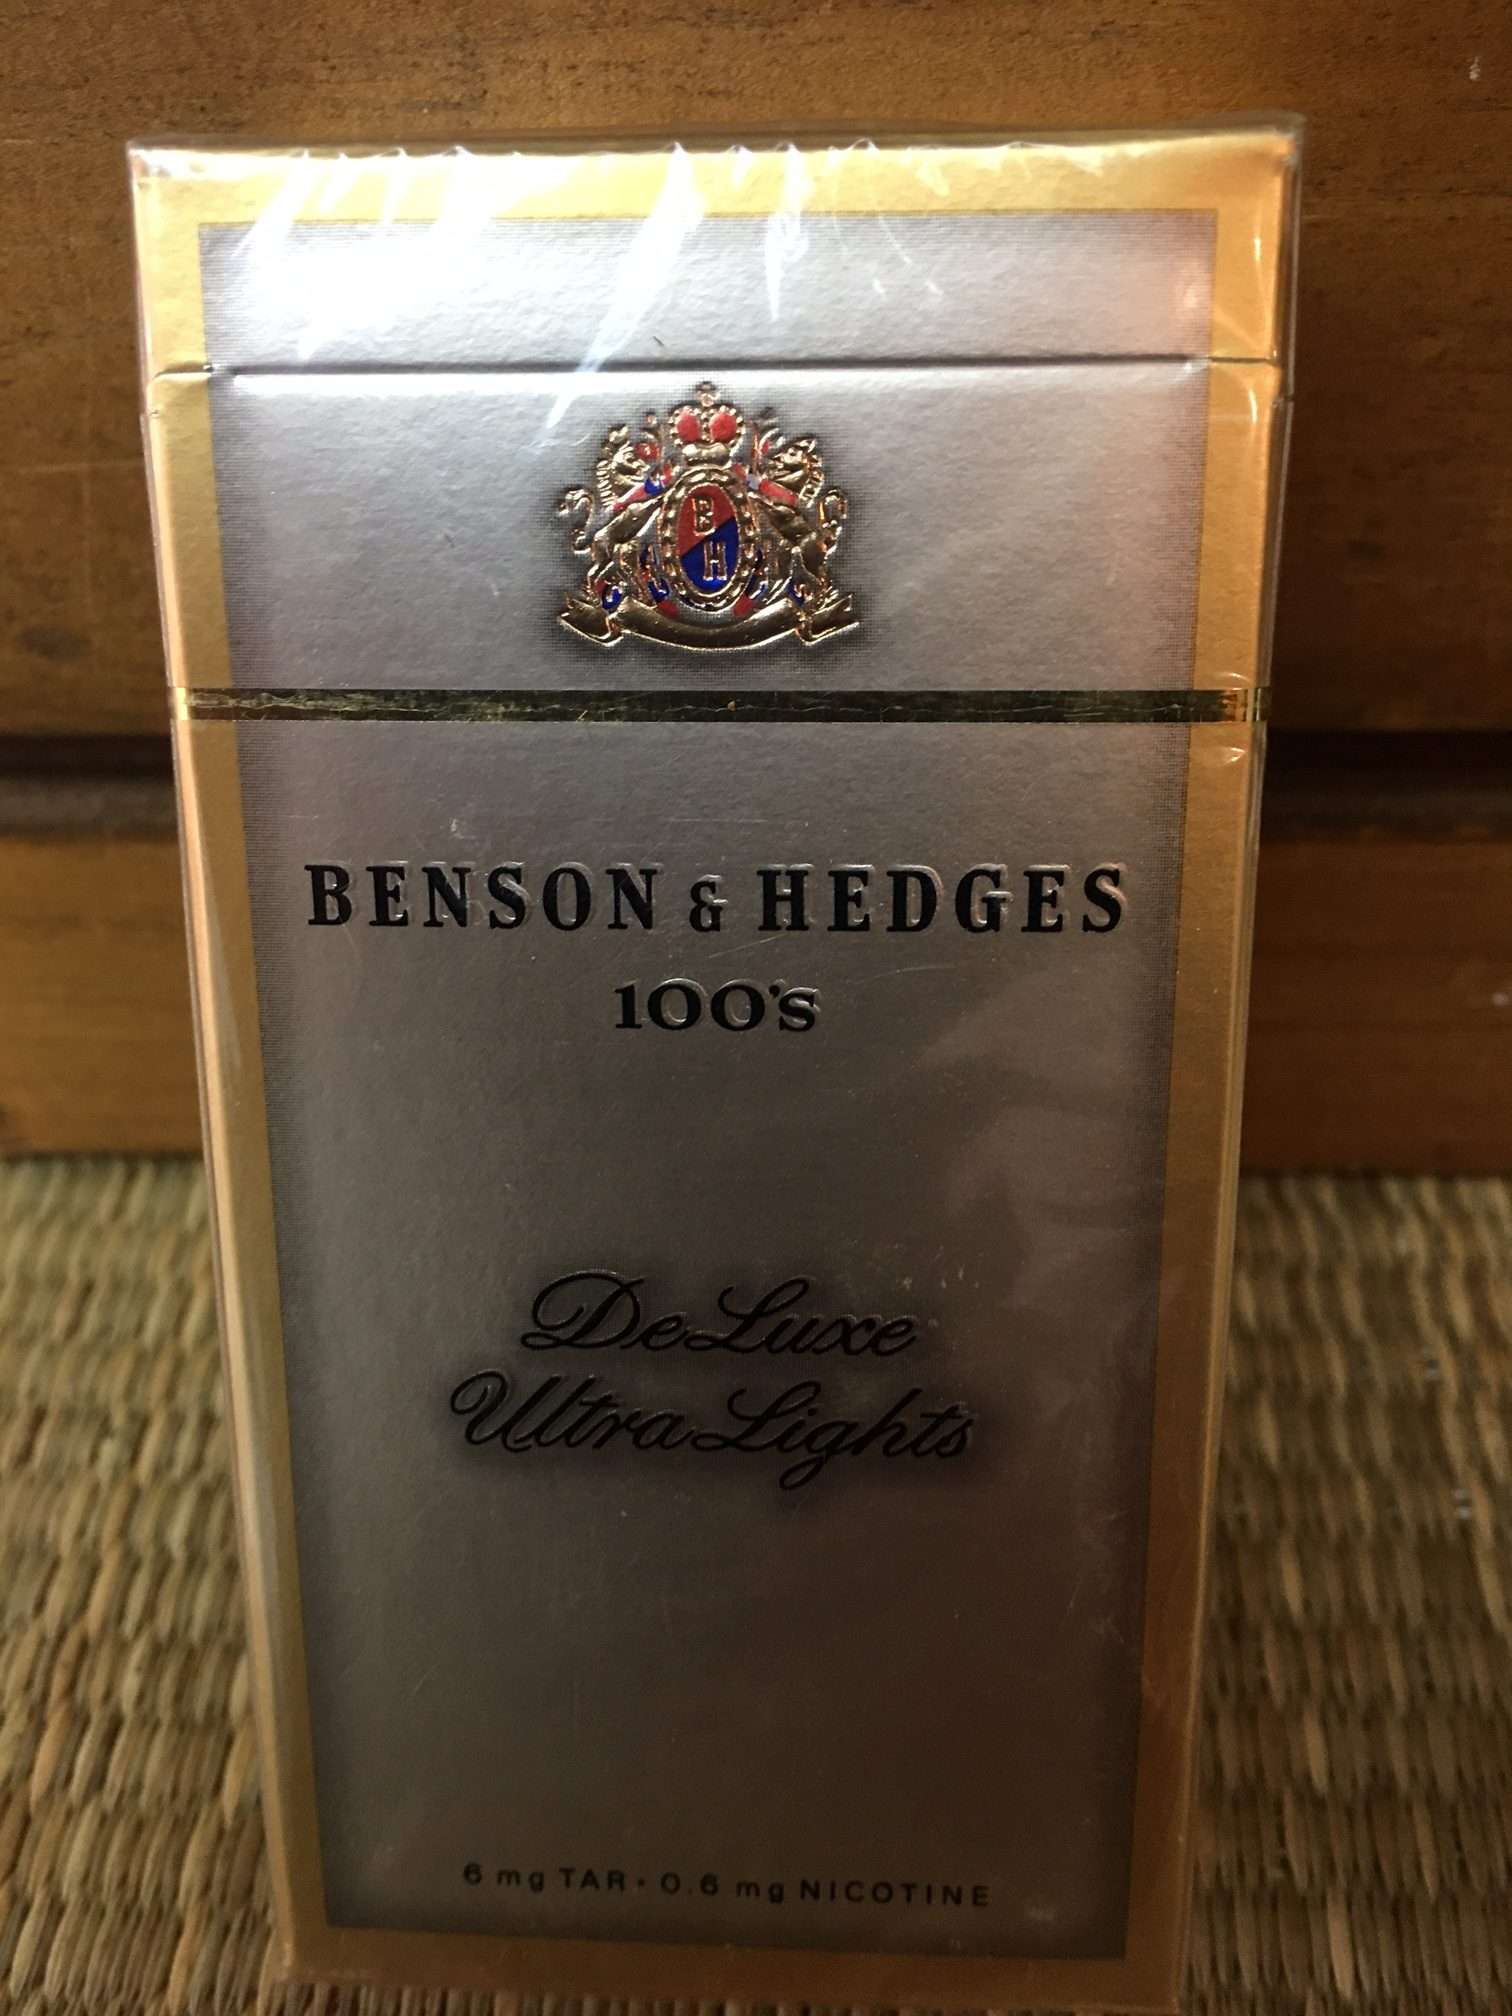 B
H
BENSON & HEDGES
100's
DeLuxe
Ultra Lights
6 mg TAR • 0.6 mg NICOTINE